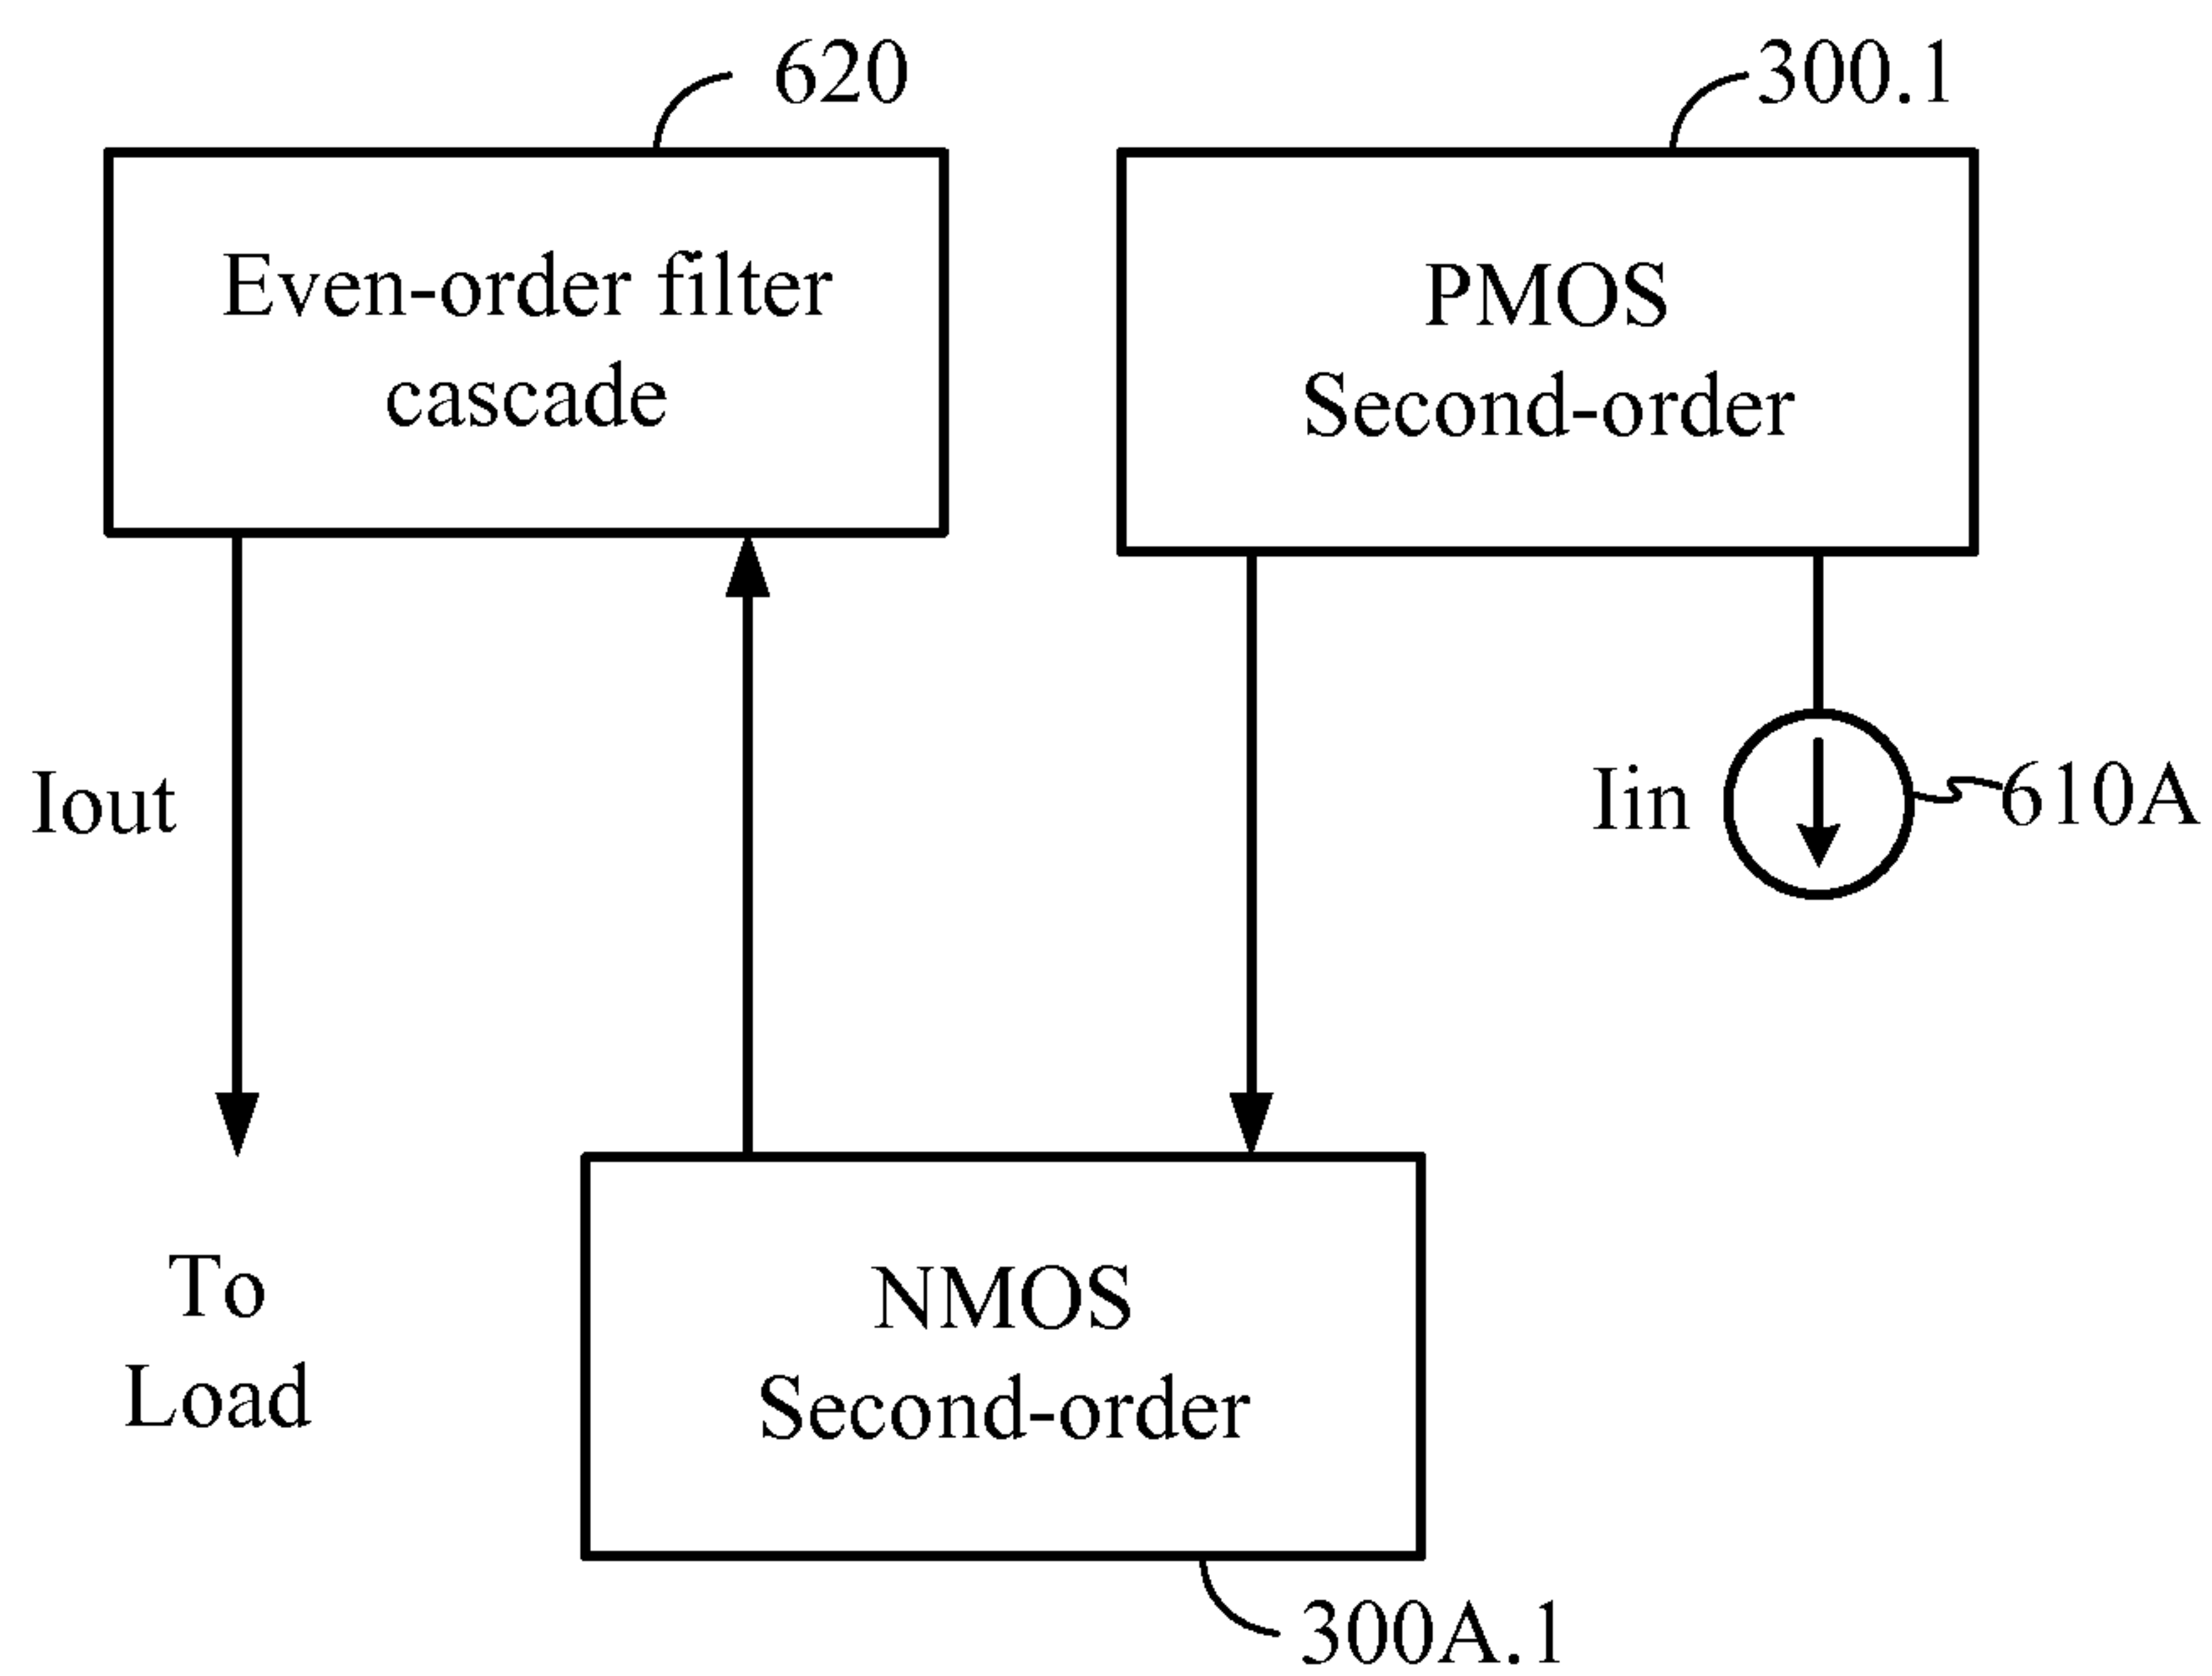 620
300.1
Even-order filter
cascade
PMOS
Second-order
Iout
Iin
610A
To
Load
NMOS
Second-order
300A.1